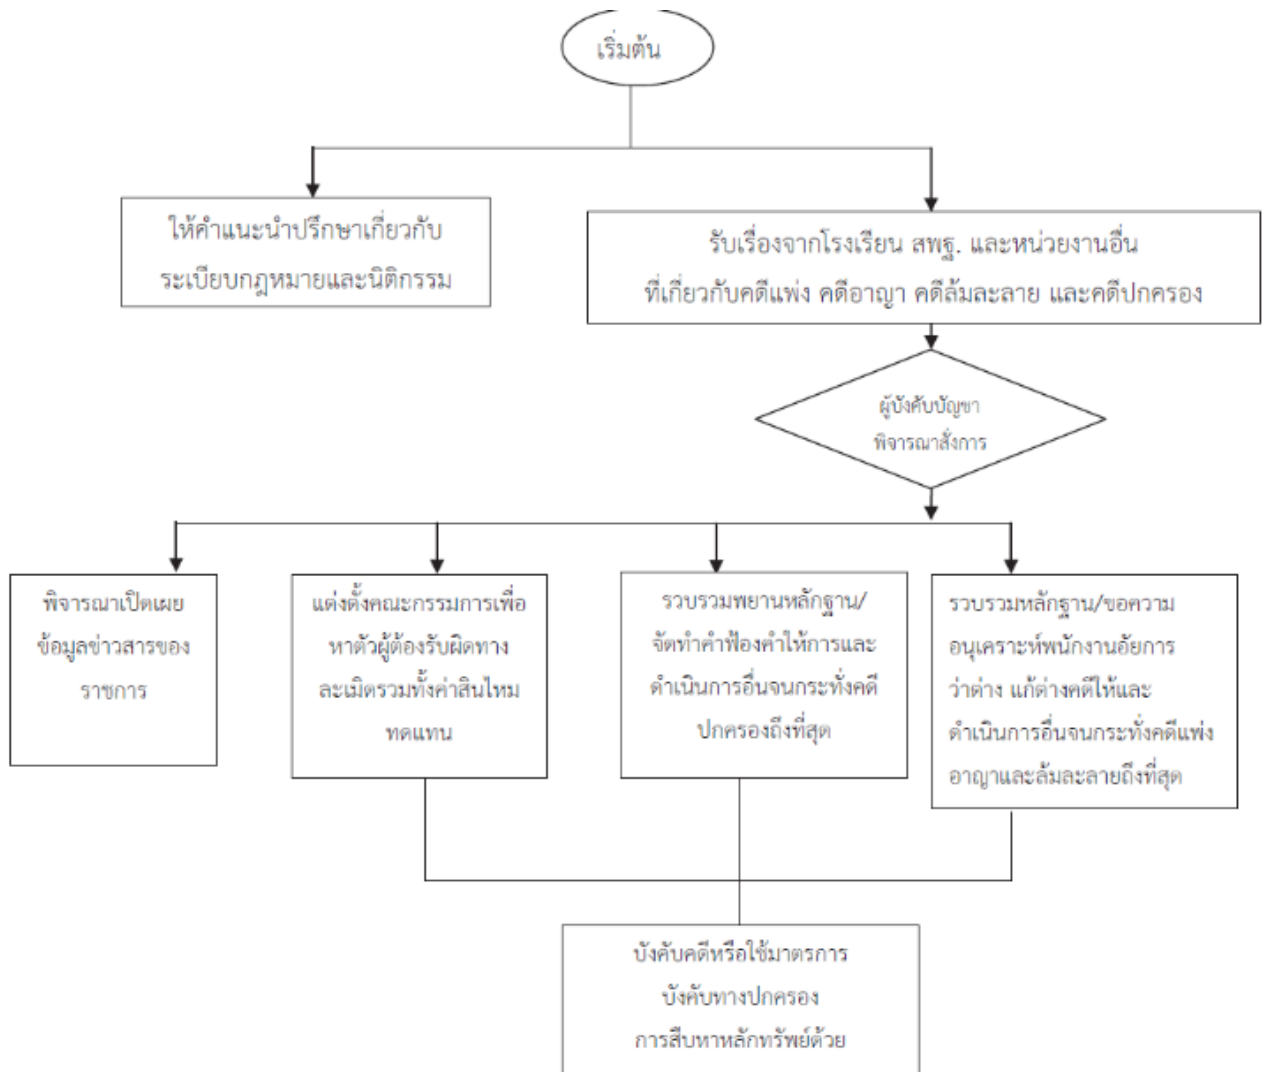 เริ่มต้น
ให้คำแนะนำปรึกษาเกี่ยวกับ
ระเบียบกฎหมายและนิติกรรม
รับเรื่องจากโรงเรียน สพฐ. และหน่วยงานอื่น
ที่เกี่ยวกับคดีแพ่ง คดีอาญา คดีล้มละลาย และคดีปกครอง
ผู้บังคับบัญชา
พิจารณาสั่งการ
พิจารณาเปิดเผย
ข้อมูลข่าวสารของ
ราชการ
แต่งตั้งคณะกรรมการเพื่อ
หาตัวผู้ต้องรับผิดทาง
ละเมิดรวมทั้งค่าสินไหม
ทดแทน
รวบรวมพยานหลักฐาน/
จัดทำคำฟ้องคำให้การและ
ดำเนินการอื่นจนกระทั่งคดี
ปกครองถึงที่สุด
รวบรวมหลักฐาน/ขอความ
อนุเคราะห์พนักงานอัยการ
ว่าต่าง แก้ต่างคดีให้และ
ดำเนินการอื่นจนกระทั่งคดีแพ่ง
อาญาและล้มละลายถึงที่สุด
บังคับคดีหรือใช้มาตรการ
บังคับทางปกครอง
การสืบหาหลักทรัพย์ด้วย